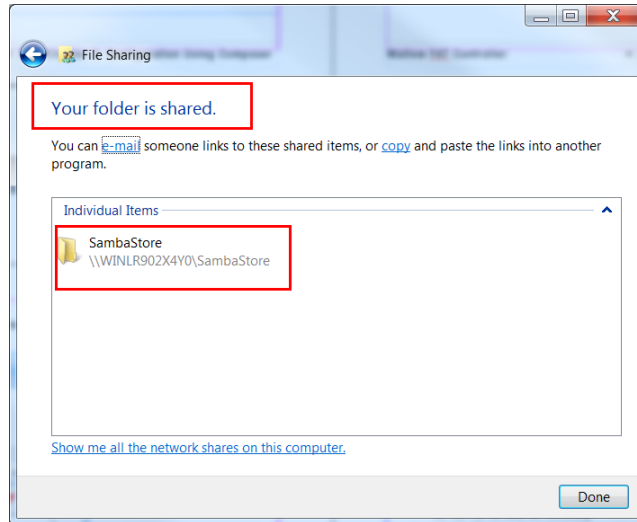 File Sharing
Your folder is shared.
You can e-mail someone links to these shared items, or copy and paste the links into another
program.
Individual Items
SambaStore
\\WINLR902X4Y0\SambaStore
Show me all the network shares on this computer.
Done